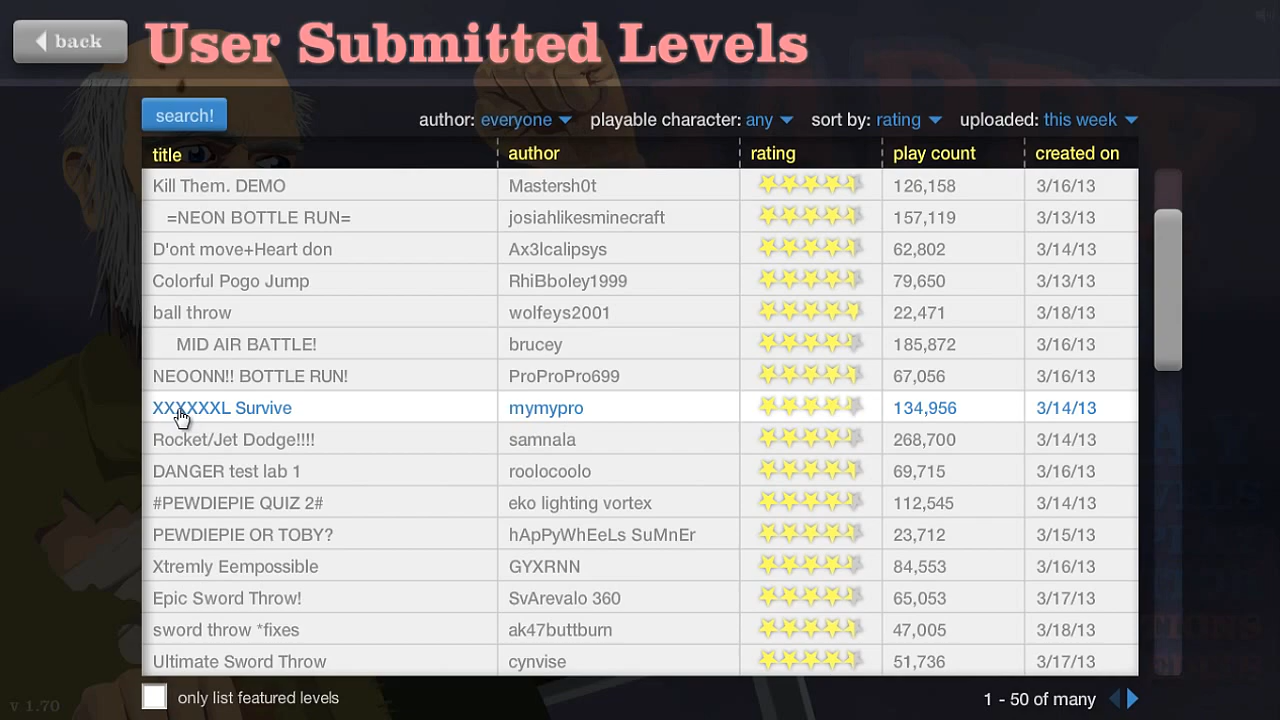 back
User Submitted Levels
search!
author: everyone playable character: any sort by: rating uploaded: this week
title author rating play count created on
Kill Them. DEMO Mastersh0t 126,158 3/16/13
=NEON BOTTLE RUN= josiahlikesminecraft 157,119 3/13/13
D'ont move+Heart don Ax3lcalipsys 62,802 3/14/13
Colorful Pogo Jump RhiBboley1999 79,650 3/13/13
ball throw wolfeys2001 22,471 3/18/13
MID AIR BATTLE! brucey 185,872 3/16/13
NEOONN!! BOTTLE RUN! ProProPro699 67,056 3/16/13
XXXXXXL Survive mymypro 134,956 3/14/13
Rocket/Jet Dodge!!!! samnala 268,700 3/14/13
DANGER test lab 1 roolocoolo 69,715 3/16/13
#PEWDIEPIE QUIZ 2# eko lighting vortex 112,545 3/14/13
PEWDIEPIE OR TOBY? hApPyWhEeLs SuMnEr 23,712 3/15/13
Xtremly Eempossible GYXRNN 84,553 3/16/13
Epic Sword Throw! SvArevalo 360 65,053 3/17/13
sword throw *fixes ak47buttburn 47,005 3/18/13
Ultimate Sword Throw cynvise 51,736 3/17/13
only list featured levels 1 - 50 of many
v 1.70